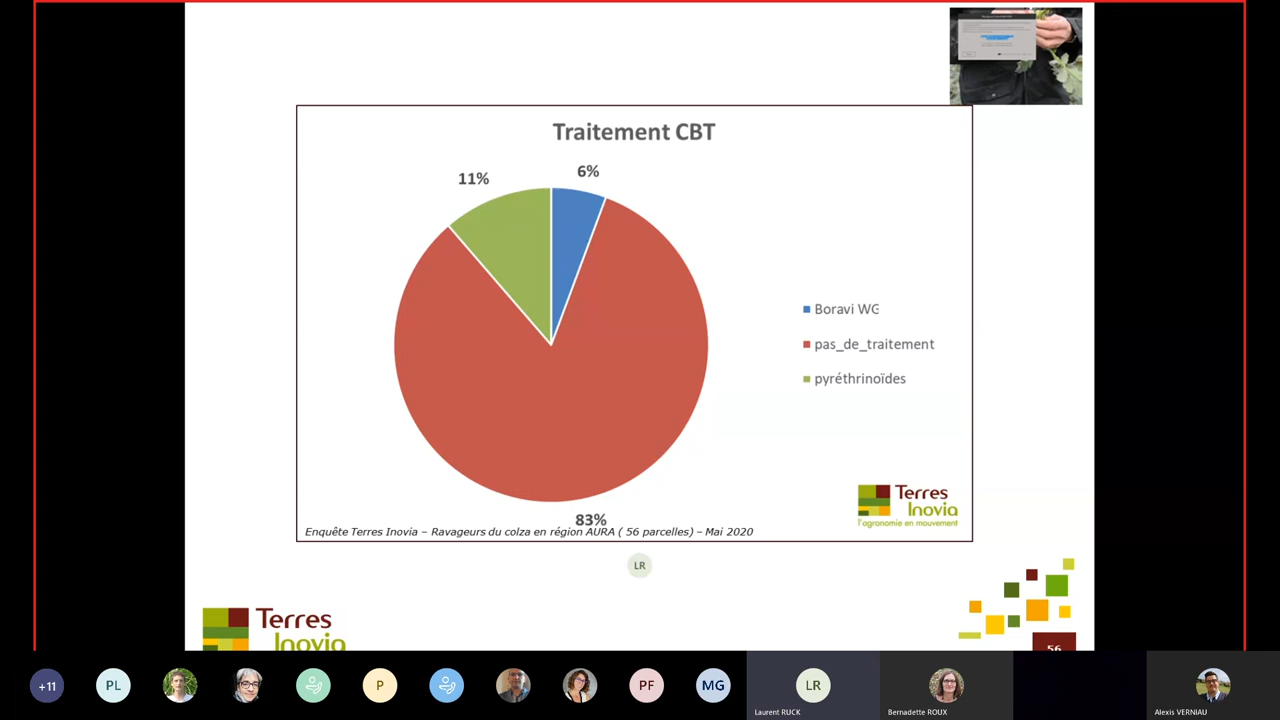 Traitement CBT
11%
6%
Boravi WG
pas_de_traitement
pyréthrinoïdes
83%
Enquête Terres Inovia – Ravageurs du colza en région AURA ( 56 parcelles) – Mai 2020
Terres
Inovia
l'agronomie en mouvement
LR
Terres
Inovia
56
+11
PL
P
PF
MG
LR
Laurent RUCK
Bernadette ROUX
Alexis VERNIAU